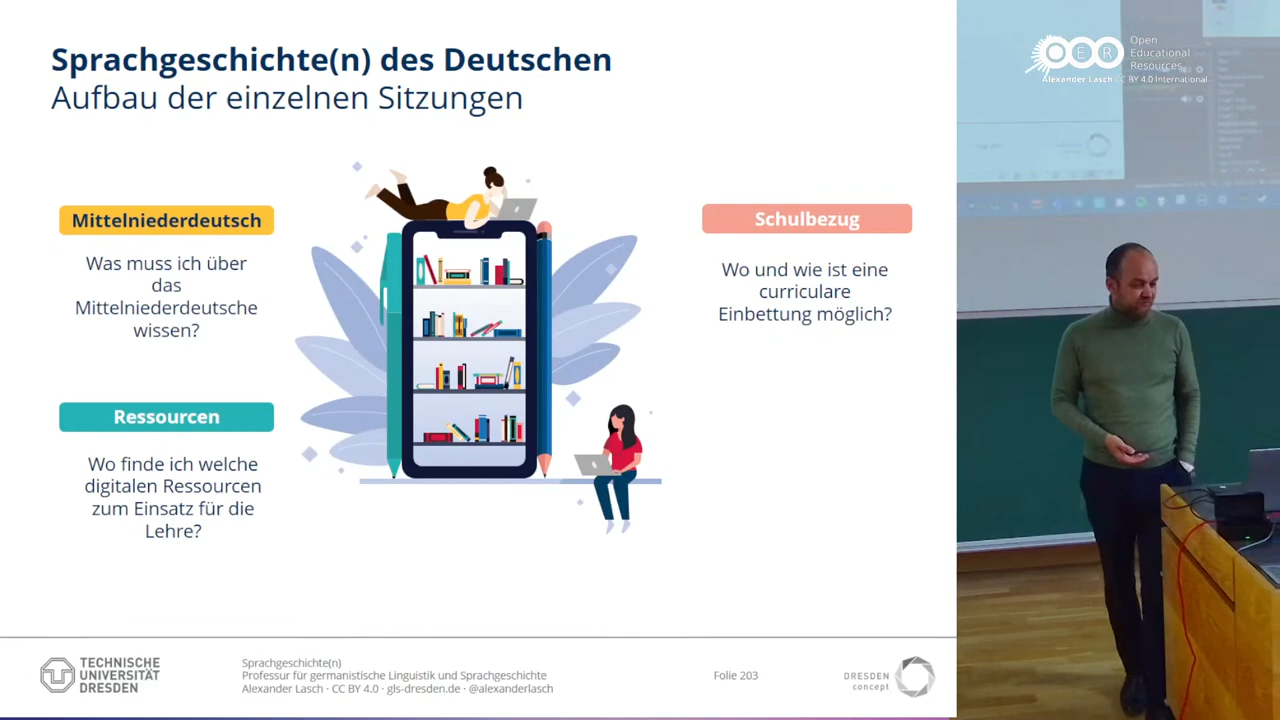 Sprachgeschichte(n) des Deutschen
Aufbau der einzelnen Sitzungen
Mittelniederdeutsch
Was muss ich über
das
Mittelniederdeutsche
wissen?
Ressourcen
Wo finde ich welche
digitalen Ressourcen
zum Einsatz für die
Lehre?
Schulbezug
Wo und wie ist eine
curriculare
Einbettung möglich?
TECHNISCHE
UNIVERSITÄT
DRESDEN
Sprachgeschichte(n)
Professur für germanistische Linguistik und Sprachgeschichte
Alexander Lasch · CC BY 4.0 · gls-dresden.de · @alexanderlasch
Folie 203
DRESDEN
concept
OER
Open
Educational
Resources
Alexander Lasch CC BY 4.0 International